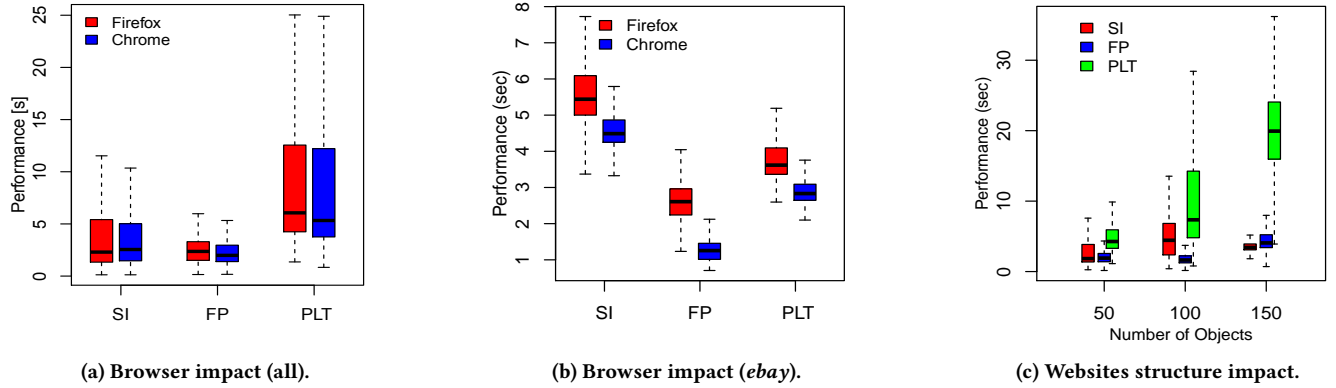 Performance [s]
25
20
15
10
5
0
Firefox
Chrome
SI FP PLT
(a) Browser impact (all).
Performance (sec)
8
7
6
5
4
3
2
1
Firefox
Chrome
SI FP PLT
(b) Browser impact (ebay).
Performance (sec)
30
20
10
0
SI
FP
PLT
50 100 150
Number of Objects
(c) Websites structure impact.